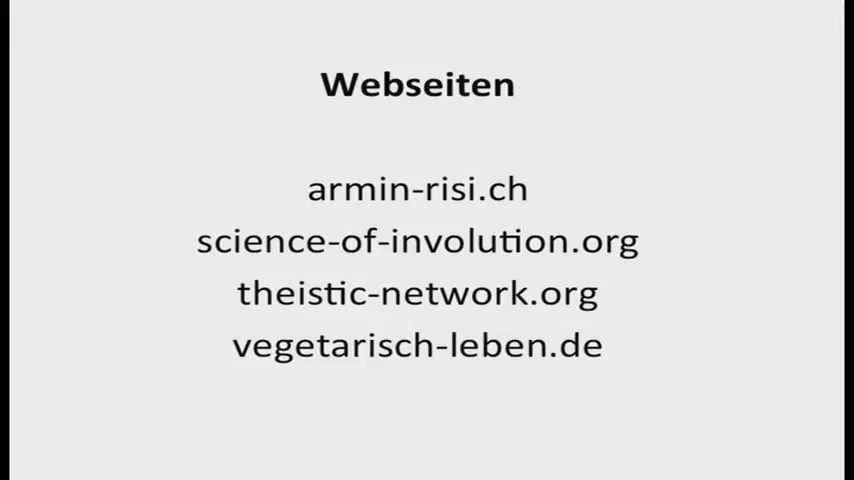 Webseiten
armin-risi.ch
science-of-involution.org
theistic-network.org
vegetarisch-leben.de